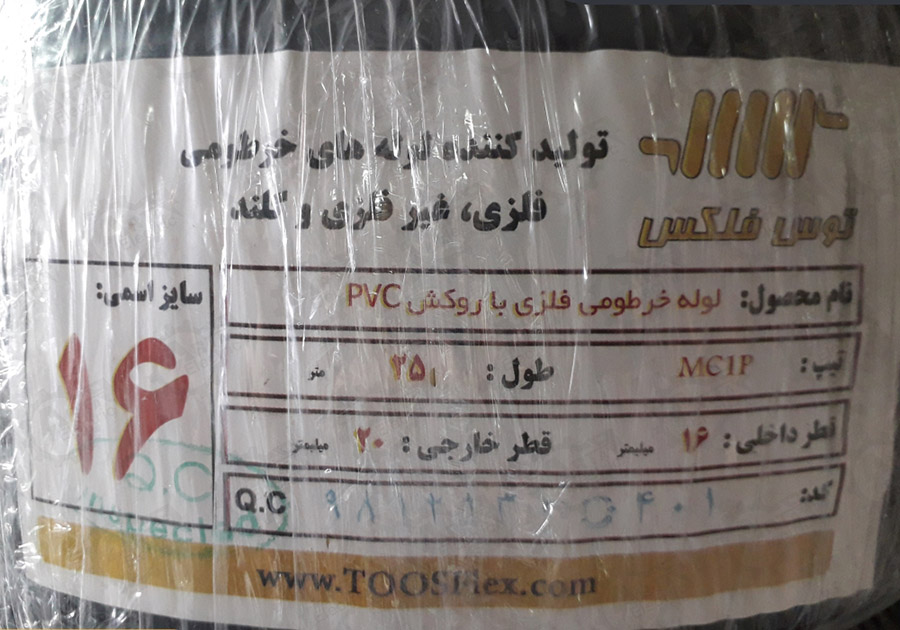 تولید کننده لوله های خرطومی
فلزی، غیر فلزی و گلند
توس فلکس
نام محصول: لوله خرطومی فلزی با روکش PVC
سایز اسمی:
۱۶
تیپ: MC1P طول: ۲۵ متر
قطر داخلی: ۱۶ میلیمتر قطر خارجی: ۲۰ میلیمتر
کد:
Q.C
Q.C
www.TOOSFlex.com